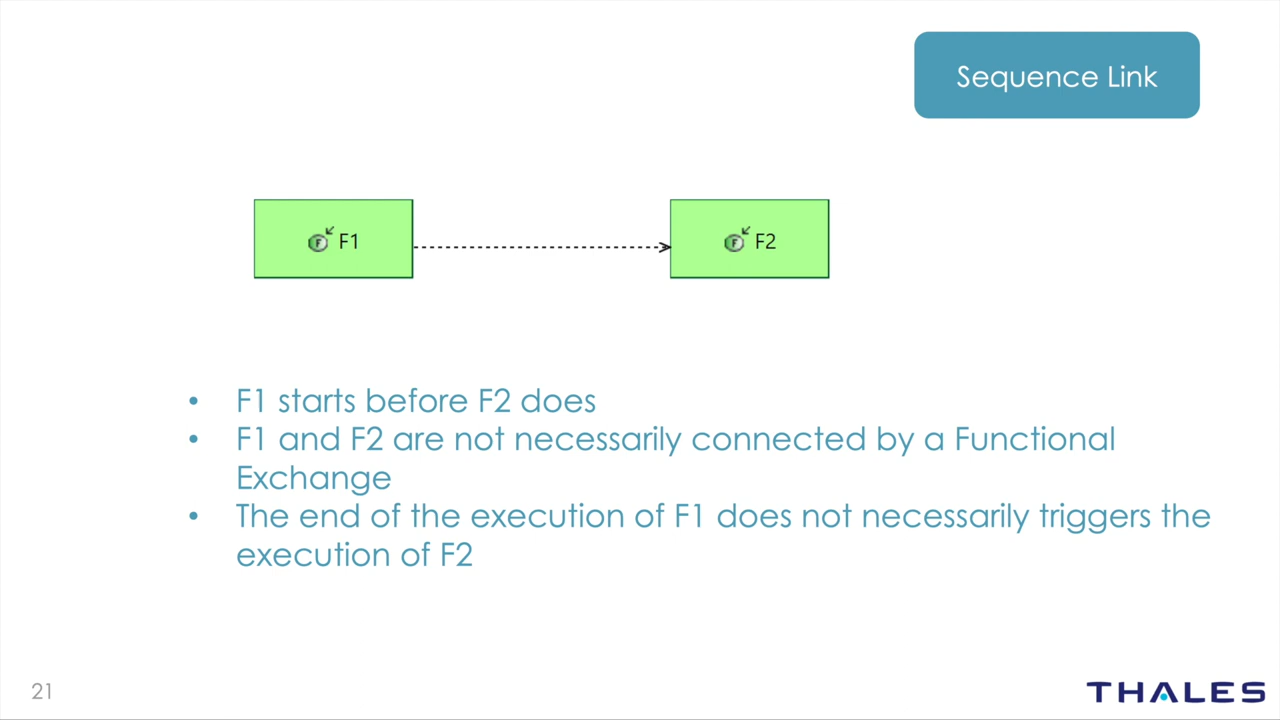 Sequence Link
F1
F2
• F1 starts before F2 does
• F1 and F2 are not necessarily connected by a Functional
Exchange
• The end of the execution of F1 does not necessarily triggers the
execution of F2
21
THALES